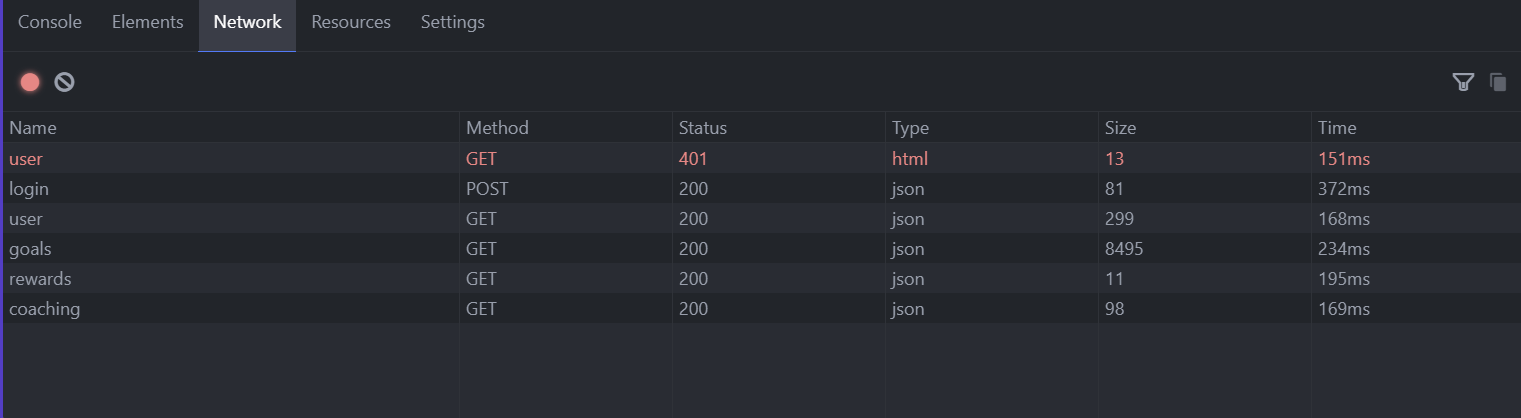 Console Elements Network Resources Settings
Name Method Status Type Size Time
user GET 401 html 13 151ms
login POST 200 json 81 372ms
user GET 200 json 299 168ms
goals GET 200 json 8495 234ms
rewards GET 200 json 11 195ms
coaching GET 200 json 98 169ms